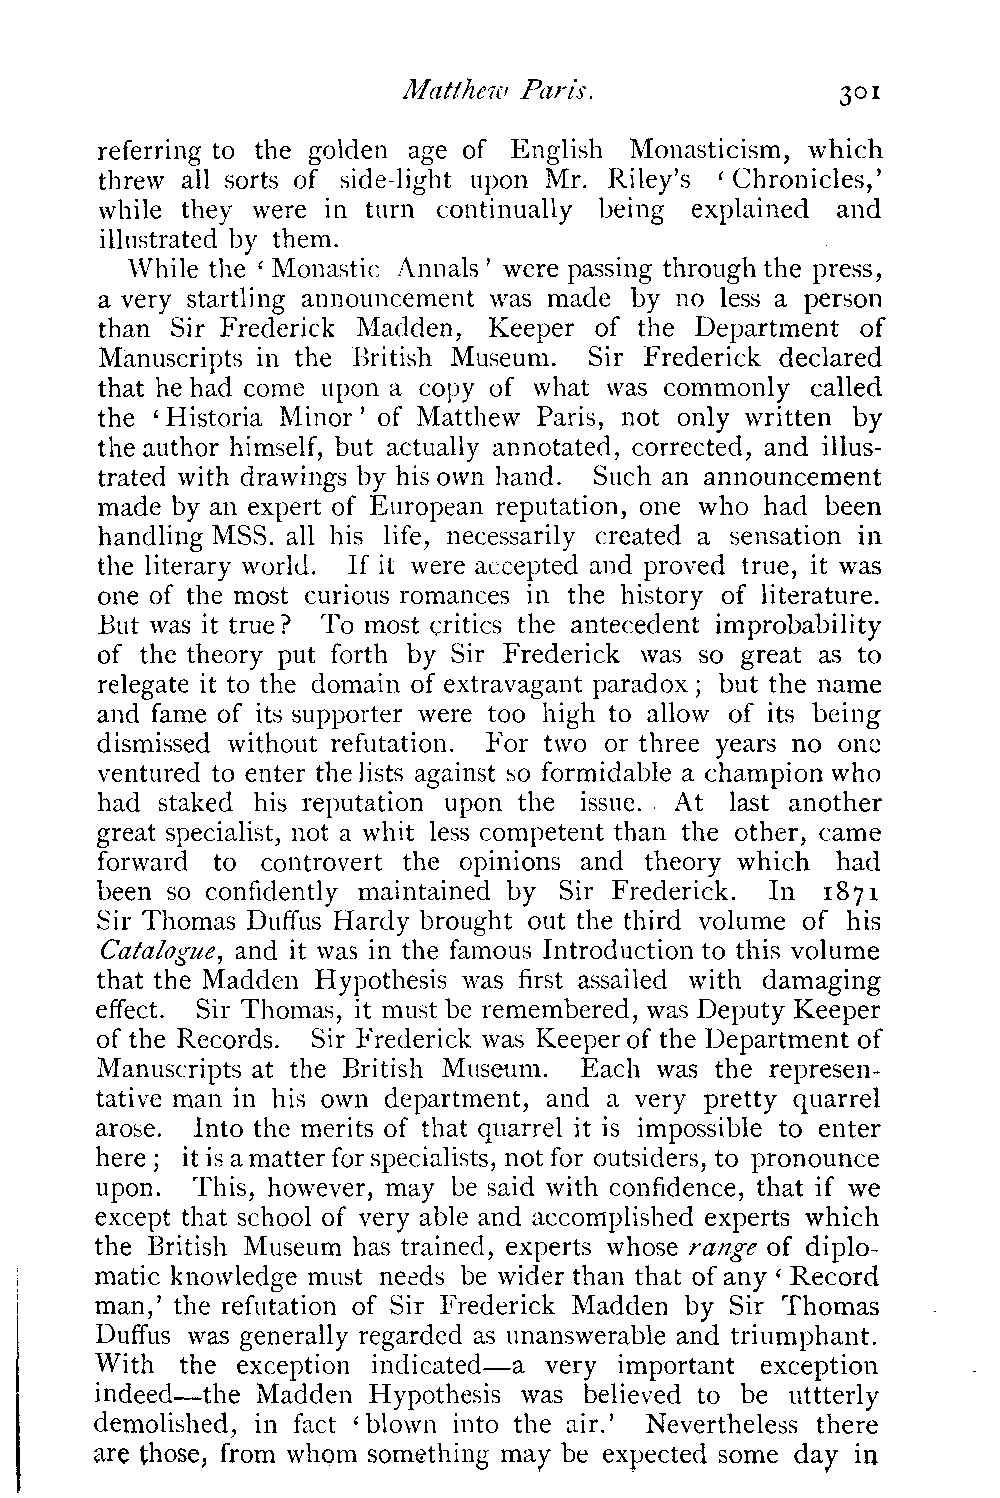 Matthew Paris. 301
referring to the golden age of English Monasticism, which
threw all sorts of side-light upon Mr. Riley's ‘Chronicles,’
while they were in turn continually being explained and
illustrated by them.
While the ‘Monastic Annals’ were passing through the press,
a very startling announcement was made by no less a person
than Sir Frederick Madden, Keeper of the Department of
Manuscripts in the British Museum. Sir Frederick declared
that he had come upon a copy of what was commonly called
the ‘Historia Minor’ of Matthew Paris, not only written by
the author himself, but actually annotated, corrected, and illus-
trated with drawings by his own hand. Such an announcement
made by an expert of European reputation, one who had been
handling MSS. all his life, necessarily created a sensation in
the literary world. If it were accepted and proved true, it was
one of the most curious romances in the history of literature.
But was it true? To most critics the antecedent improbability
of the theory put forth by Sir Frederick was so great as to
relegate it to the domain of extravagant paradox; but the name
and fame of its supporter were too high to allow of its being
dismissed without refutation. For two or three years no one
ventured to enter the lists against so formidable a champion who
had staked his reputation upon the issue. At last another
great specialist, not a whit less competent than the other, came
forward to controvert the opinions and theory which had
been so confidently maintained by Sir Frederick. In 1871
Sir Thomas Duffus Hardy brought out the third volume of his
Catalogue, and it was in the famous Introduction to this volume
that the Madden Hypothesis was first assailed with damaging
effect. Sir Thomas, it must be remembered, was Deputy Keeper
of the Records. Sir Frederick was Keeper of the Department of
Manuscripts at the British Museum. Each was the represen-
tative man in his own department, and a very pretty quarrel
arose. Into the merits of that quarrel it is impossible to enter
here; it is a matter for specialists, not for outsiders, to pronounce
upon. This, however, may be said with confidence, that if we
except that school of very able and accomplished experts which
the British Museum has trained, experts whose range of diplo-
matic knowledge must needs be wider than that of any ‘Record
man,’ the refutation of Sir Frederick Madden by Sir Thomas
Duffus was generally regarded as unanswerable and triumphant.
With the exception indicated—a very important exception
indeed—the Madden Hypothesis was believed to be uttterly
demolished, in fact ‘blown into the air.’ Nevertheless there
are those, from whom something may be expected some day in